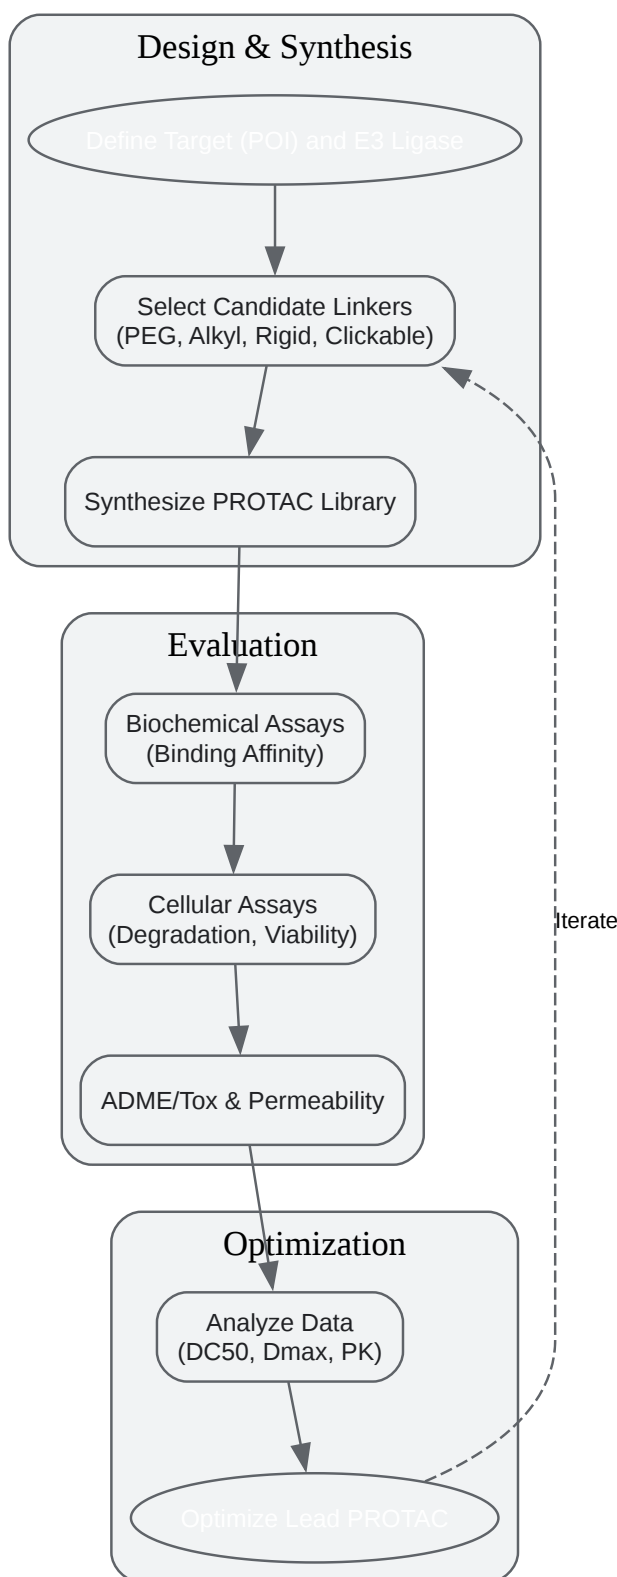 Design & Synthesis
Define Target (POI) and E3 Ligase
Select Candidate Linkers
(PEG, Alkyl, Rigid, Clickable)
Synthesize PROTAC Library
Evaluation
Biochemical Assays
(Binding Affinity)
Cellular Assays
(Degradation, Viability)
Iterate
ADME/Tox & Permeability
Optimization
Analyze Data
(DC50, Dmax, PK)
Optimize Lead PROTAC